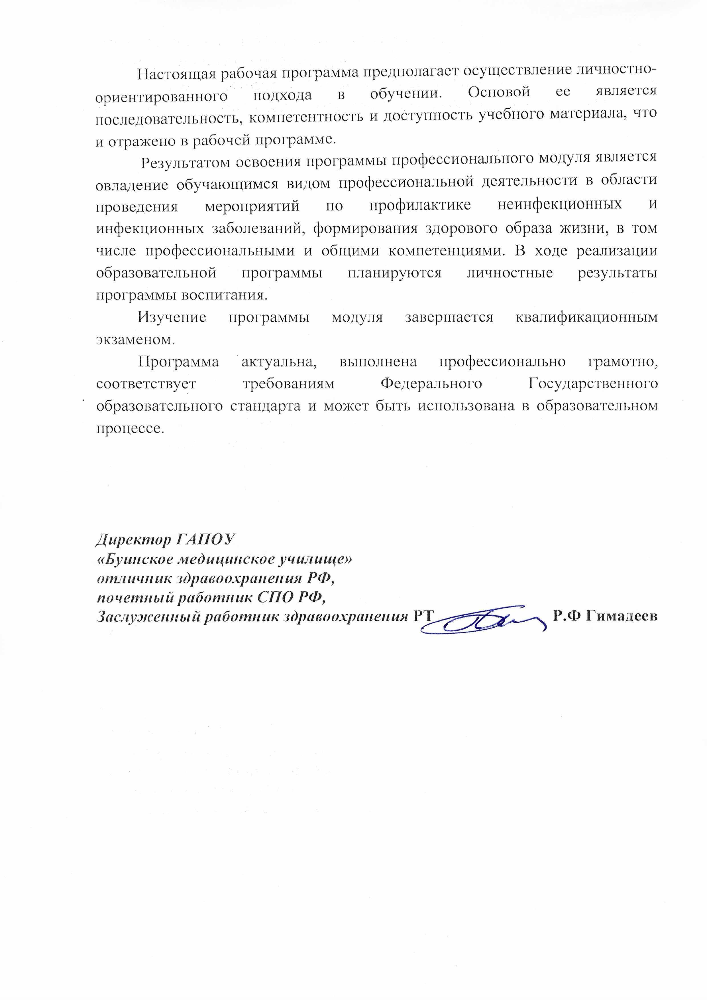 Настоящая рабочая программа предполагает осуществление личностно-
ориентированного подхода в обучении. Основой ее является
последовательность, компетентность и доступность учебного материала, что
и отражено в рабочей программе.
Результатом освоения программы профессионального модуля является
овладение обучающимся видом профессиональной деятельности в области
проведения мероприятий по профилактике неинфекционных и
инфекционных заболеваний, формирования здорового образа жизни, в том
числе профессиональными и общими компетенциями. В ходе реализации
образовательной программы планируются личностные результаты
программы воспитания.
Изучение программы модуля завершается квалификационным
экзаменом.
Программа актуальна, выполнена профессионально грамотно,
соответствует требованиям Федерального Государственного
образовательного стандарта и может быть использована в образовательном
процессе.
Директор ГАПОУ
«Буинское медицинское училище»
отличник здравоохранения РФ,
почетный работник СПО РФ,
Заслуженный работник здравоохранения РТ Р.Ф Гимадеев